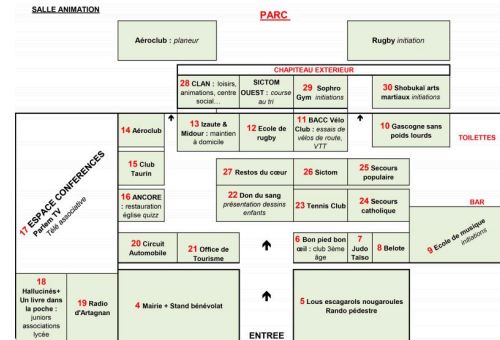 SALLE ANIMATION
PARC
Aéroclub : planeur
Rugby initiation
CHAPITEAU EXTERIEUR
28 CLAN : loisirs,
animations, centre
social…
SICTOM
OUEST : course
au tri
29 Sophro
Gym initiations
30 Shobukai arts
martiaux initiations
14 Aéroclub
13 Izaute &
Midour : maintien
à domicile
12 Ecole de
rugby
11 BACC Vélo
Club : essais de
vélos de route,
VTT
10 Gascogne sans
poids lourds
TOILETTES
15 Club
Taurin
27 Restos du cœur
26 Sictom
25 Secours
populaire
17 ESPACE CONFERENCES
Parlem TV
Télé associative
16 ANCORE
: restauration
église quizz
22 Don du sang
présentation dessins
enfants
23 Tennis Club
24 Secours
catholique
BAR
9 Ecole de musique
initiations
20 Circuit
Automobile
21 Office de
Tourisme
6 Bon pied bon
œil : club 3ème
âge
7
Judo
Taïso
8 Belote
18
Hallucinés+
Un livre dans
la poche :
juniors
associations
lycée
19 Radio
d'Artagnan
4 Mairie + Stand bénévolat
5 Lous escagarols nougaroules
Rando pédestre
ENTREE